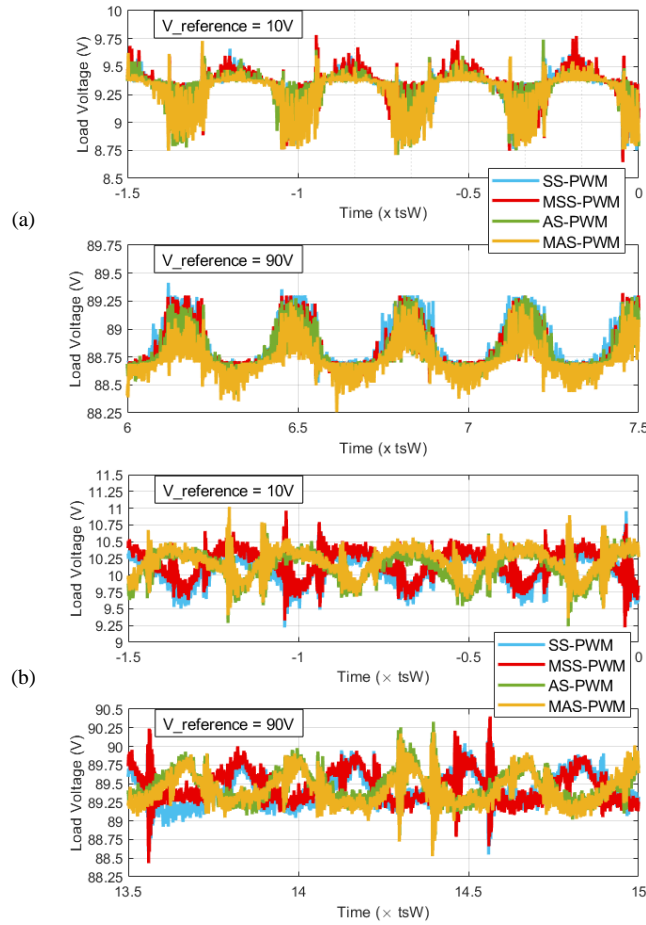 V_reference = 10V
10
9.75
9.5
9.25
9
8.75
8.5
Load Voltage (V)
-1.5
-1
-0.5
0
Time (x tsW)
SS-PWM
MSS-PWM
AS-PWM
MAS-PWM
(a)
V_reference = 90V
89.75
89.5
89.25
89
88.75
88.5
88.25
Load Voltage (V)
6
6.5
7
7.5
Time (x tsW)
V_reference = 10V
11.5
11.25
11
10.75
10.5
10.25
10
9.75
9.5
9.25
9
Load Voltage (V)
-1.5
-1
-0.5
0
Time (× tsW)
SS-PWM
MSS-PWM
AS-PWM
MAS-PWM
(b)
V_reference = 90V
90.5
90.25
90
89.75
89.5
89.25
89
88.75
88.5
88.25
Load Voltage (V)
13.5
14
14.5
15
Time (× tsW)